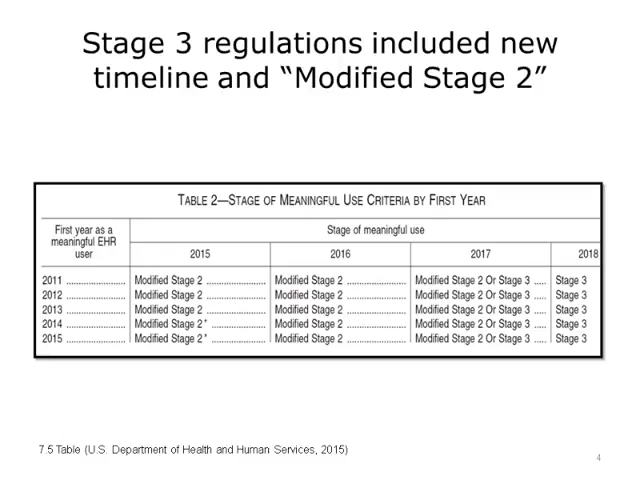 Stage 3 regulations included new
timeline and “Modified Stage 2”
TABLE 2—STAGE OF MEANINGFUL USE CRITERIA BY FIRST YEAR
First year as a
meaningful EHR
user
Stage of meaningful use
2015 2016 2017 2018
2011 ....................... Modified Stage 2 ....................... Modified Stage 2 ....................... Modified Stage 2 Or Stage 3 ..... Stage 3
2012 ....................... Modified Stage 2 ....................... Modified Stage 2 ....................... Modified Stage 2 Or Stage 3 ..... Stage 3
2013 ....................... Modified Stage 2 ....................... Modified Stage 2 ....................... Modified Stage 2 Or Stage 3 ..... Stage 3
2014 ....................... Modified Stage 2* ..................... Modified Stage 2 ....................... Modified Stage 2 Or Stage 3 ..... Stage 3
2015 ....................... Modified Stage 2* ..................... Modified Stage 2 ....................... Modified Stage 2 Or Stage 3 ..... Stage 3
7.5 Table (U.S. Department of Health and Human Services, 2015)
4